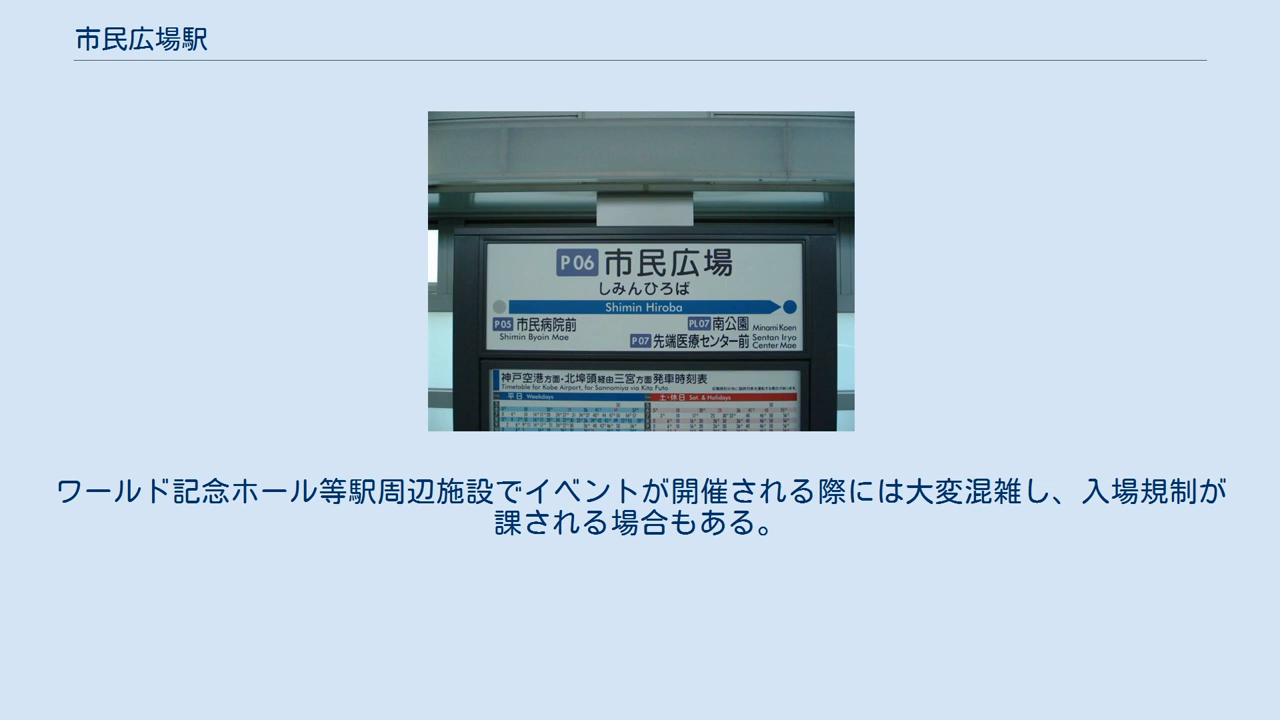 市民広場駅
P06 市民広場
しみんひろば
Shimin Hiroba
P05 市民病院前
Shimin Byoin Mae
PL07 南公園 Minami Koen
P07 先端医療センター前 Sentan Iryo Center Mae
神戸空港方面・北埠頭経由三宮方面発車時刻表
Timetable for Kobe Airport, for Sannomiya via Kita Futo
平日 Weekdays
土・休日 Sat. & Holidays
ワールド記念ホール等駅周辺施設でイベントが開催される際には大変混雑し、入場規制が
課される場合もある。